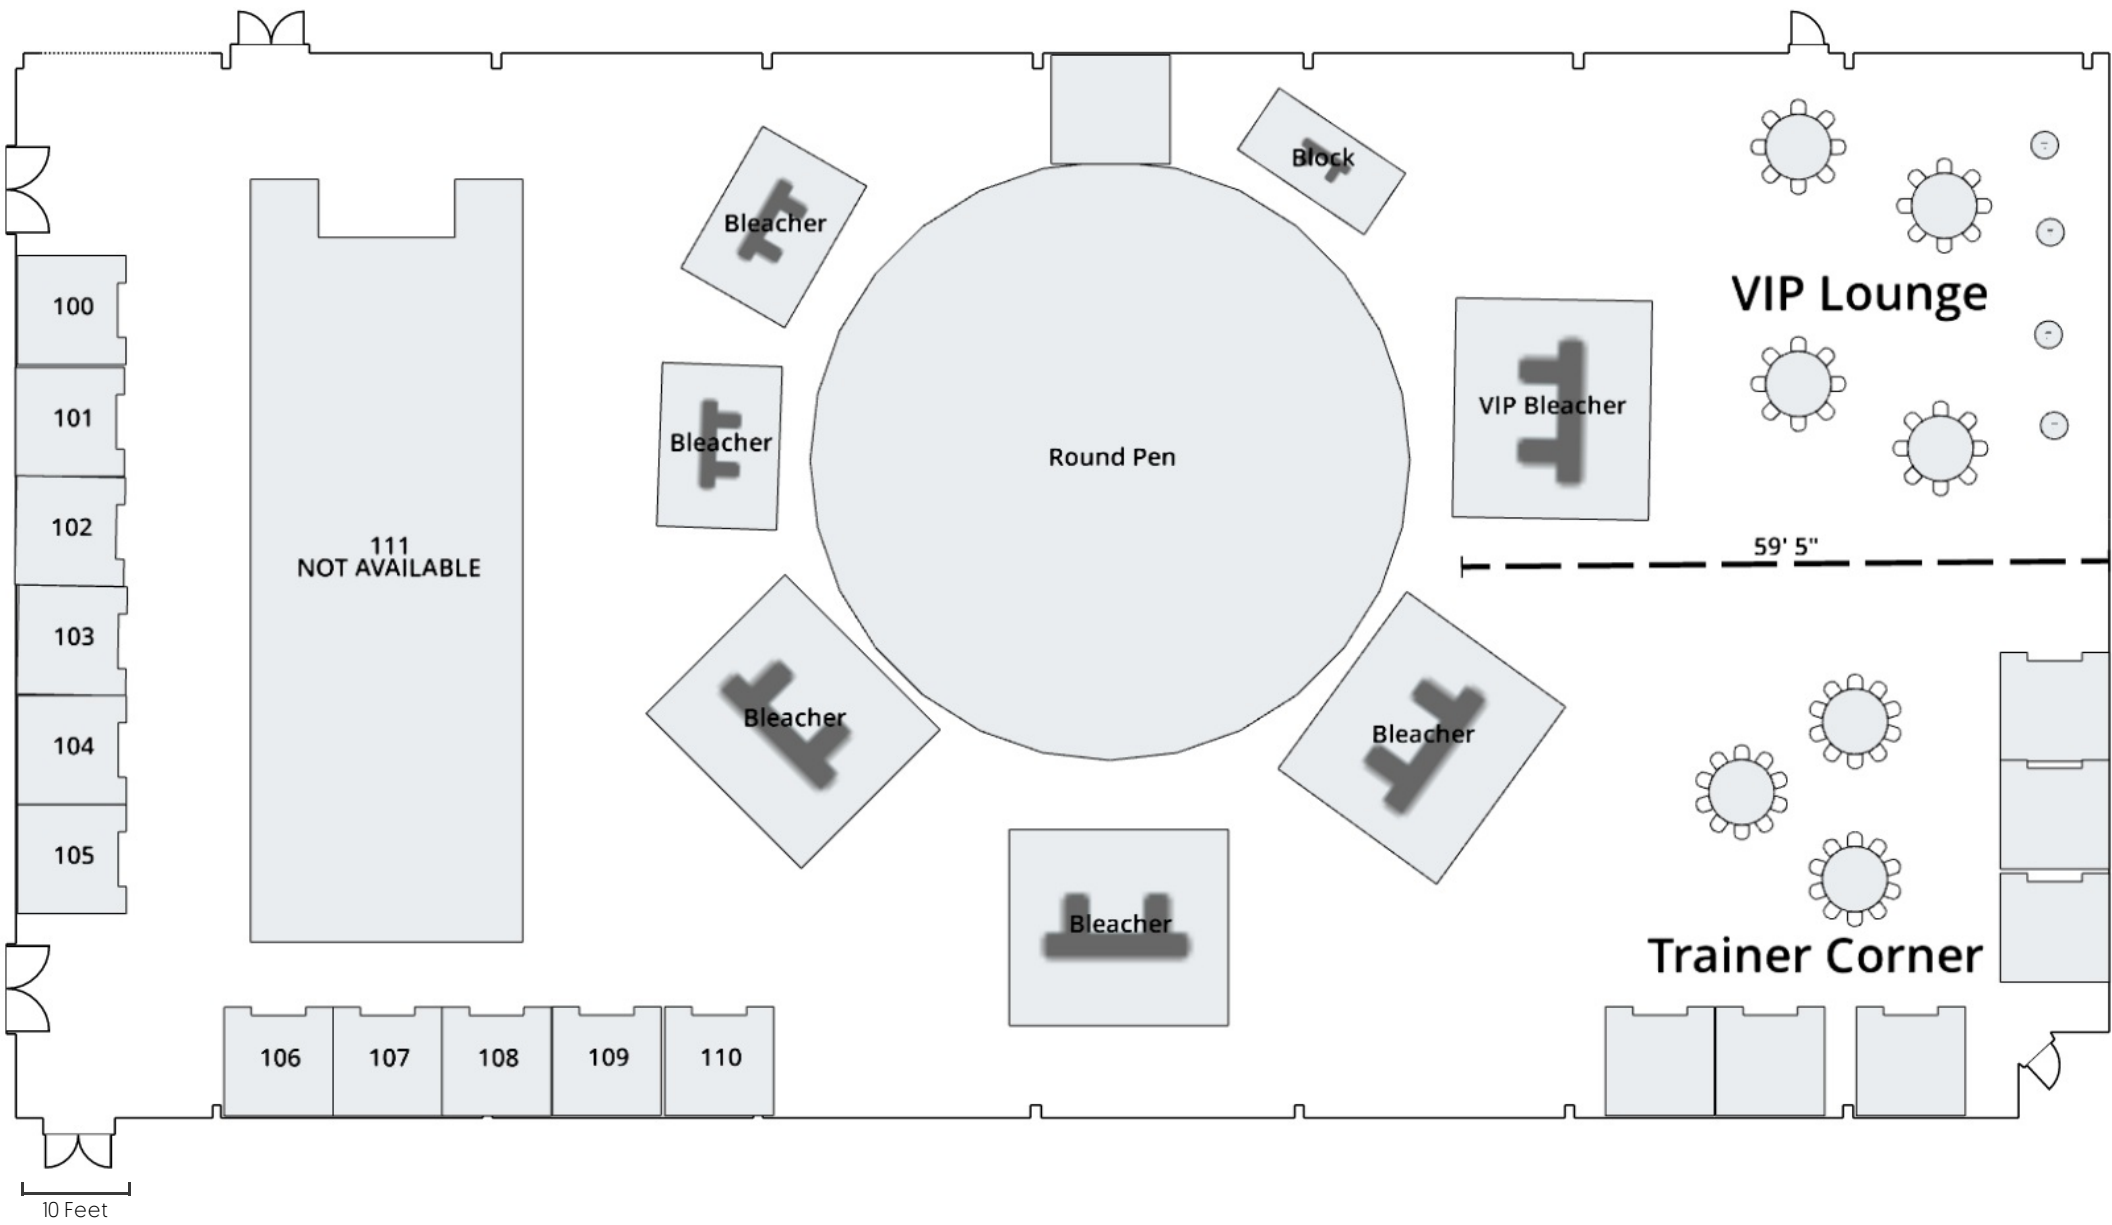 Block
Bleacher
VIP Lounge
100
VIP Bleacher
101
Bleacher
Round Pen
102
111
NOT AVAILABLE
59' 5"
103
Bleacher
Bleacher
104
105
Bleacher
Trainer Corner
106
107
108
109
110
10 Feet